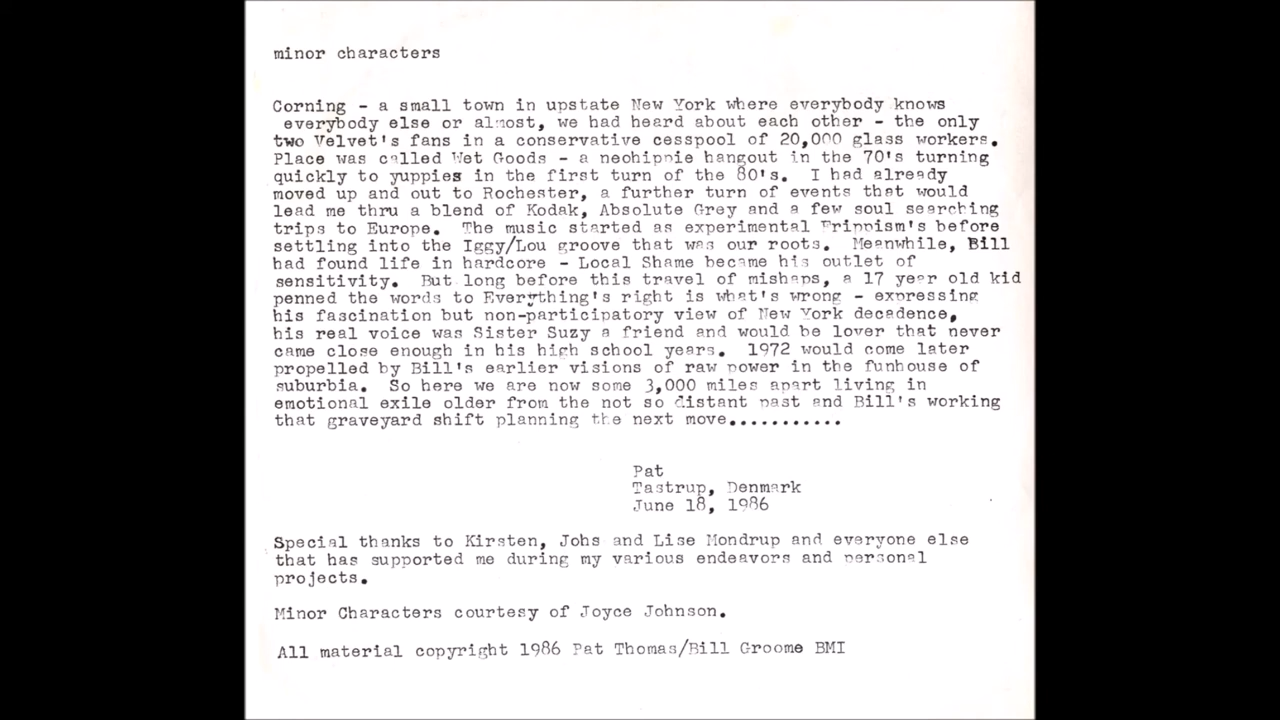 minor characters
Corning - a small town in upstate New York where everybody knows
everybody else or almost, we had heard about each other - the only
two Velvet's fans in a conservative cesspool of 20,000 glass workers.
Place was called Wet Goods - a neohippie hangout in the 70's turning
quickly to yuppies in the first turn of the 80's. I had already
moved up and out to Rochester, a further turn of events that would
lead me thru a blend of Kodak, Absolute Grey and a few soul searching
trips to Europe. The music started as experimental Frippism's before
settling into the Iggy/Lou groove that was our roots. Meanwhile, Bill
had found life in hardcore - Local Shame became his outlet of
sensitivity. But long before this travel of mishaps, a 17 year old kid
penned the words to Everything's right is what's wrong - expressing
his fascination but non-participatory view of New York decadence,
his real voice was Sister Suzy a friend and would be lover that never
came close enough in his high school years. 1972 would come later
propelled by Bill's earlier visions of raw power in the funhouse of
suburbia. So here we are now some 3,000 miles apart living in
emotional exile older from the not so distant past and Bill's working
that graveyard shift planning the next move...........
Pat
Tastrup, Denmark
June 18, 1986
Special thanks to Kirsten, Johs and Lise Mondrup and everyone else
that has supported me during my various endeavors and personal
projects.
Minor Characters courtesy of Joyce Johnson.
All material copyright 1986 Pat Thomas/Bill Groome BMI